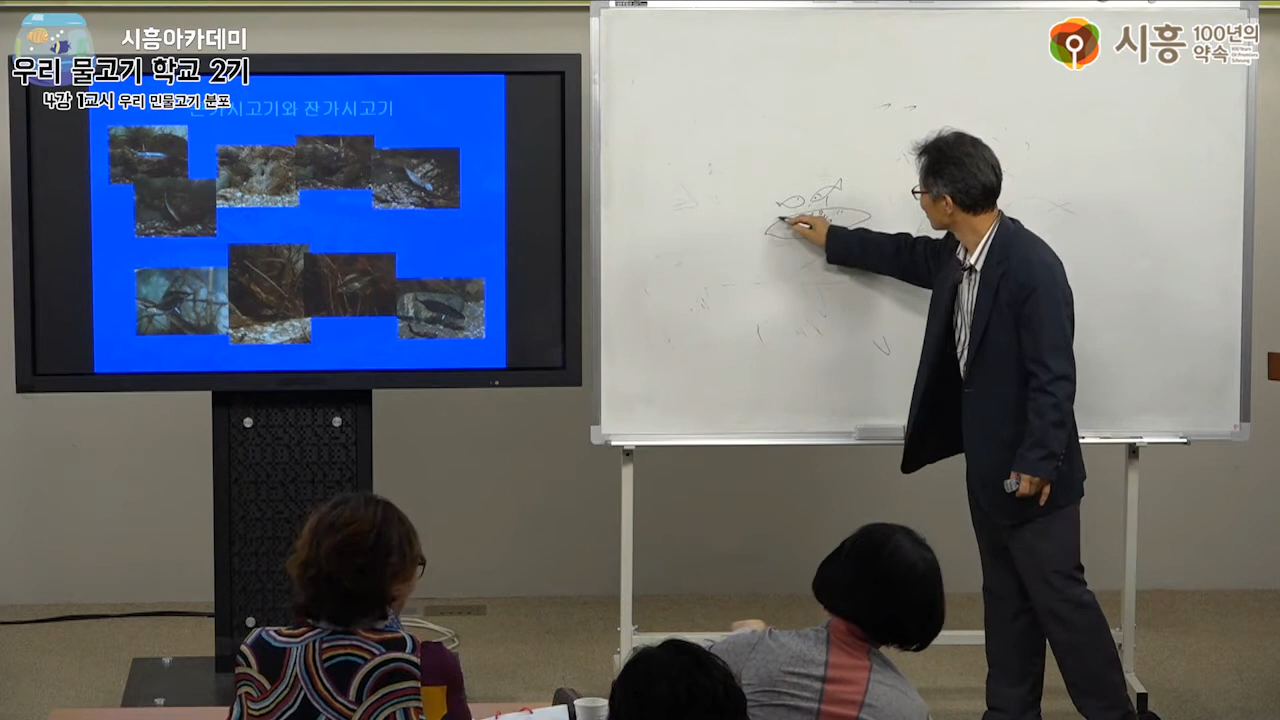 시흥아카데미
우리 물고기 학교 2기
4강 1교시 우리 민물고기 분포
큰가시고기와 잔가시고기
시흥 100년의
약속